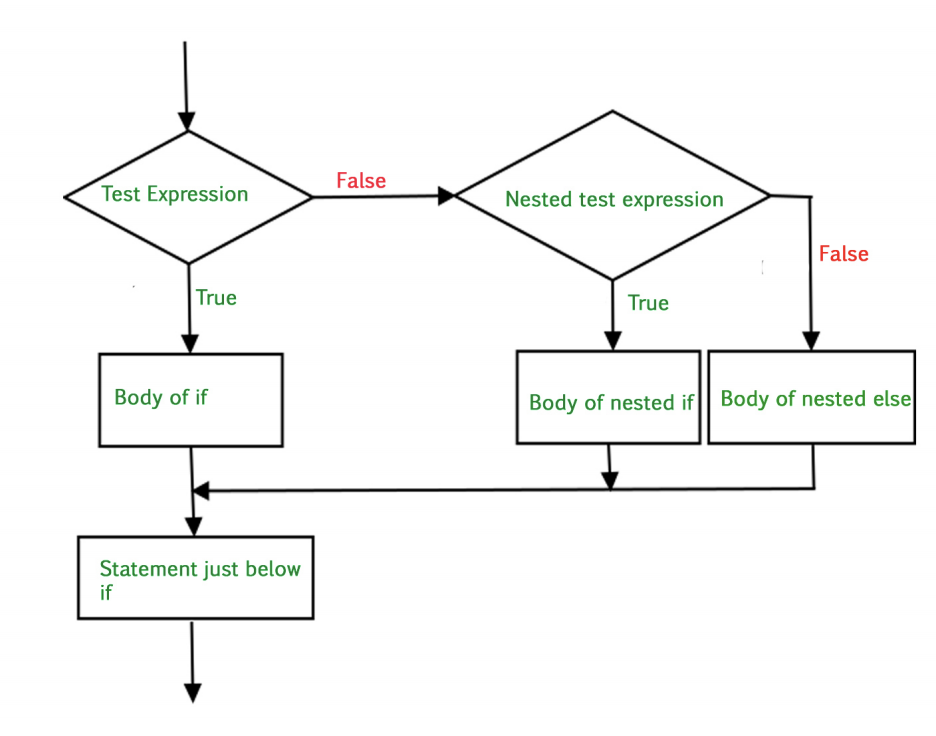 Test Expression
False
Nested test expression
False
True
True
Body of if
Body of nested if
Body of nested else
Statement just below
if